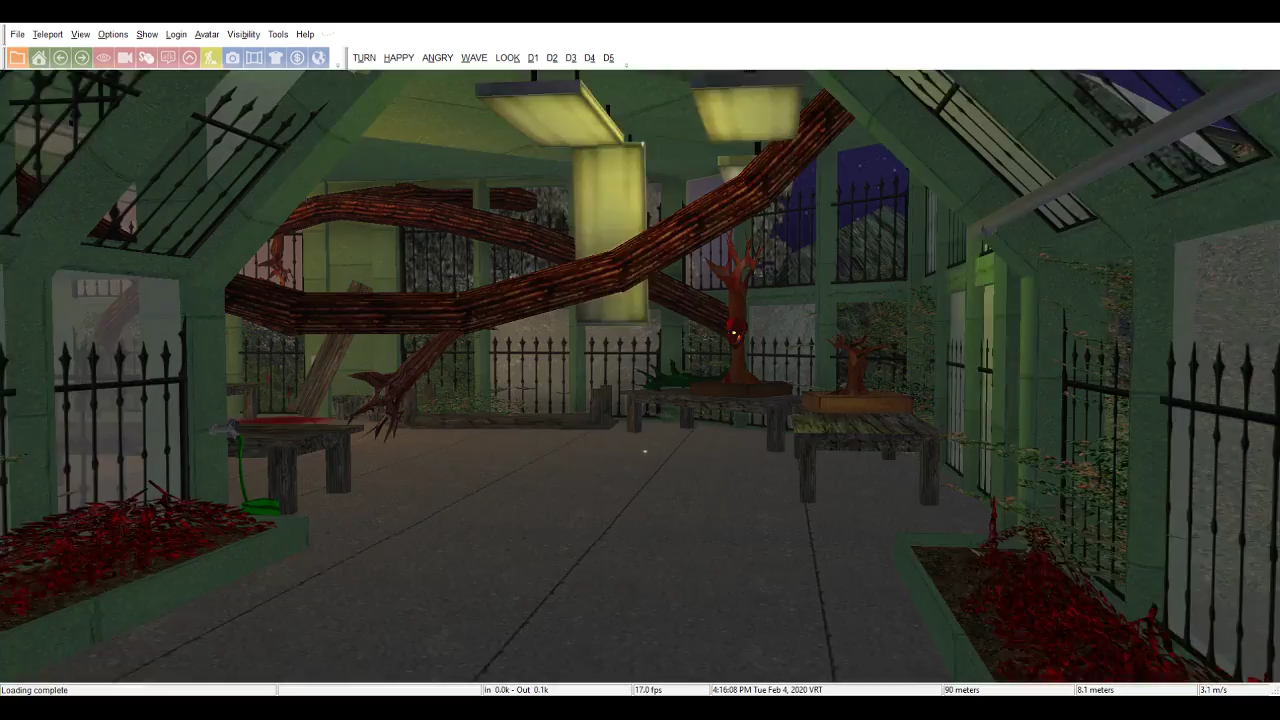 File Teleport View Options Show Login Avatar Visibility Tools Help
TURN HAPPY ANGRY WAVE LOOK D1 D2 D3 D4 D5
Loading complete In 0.0k - Out 0.1k 17.0 fps 4:16:08 PM Tue Feb 4, 2020 VRT 90 meters 8.1 meters 3.1 m/s